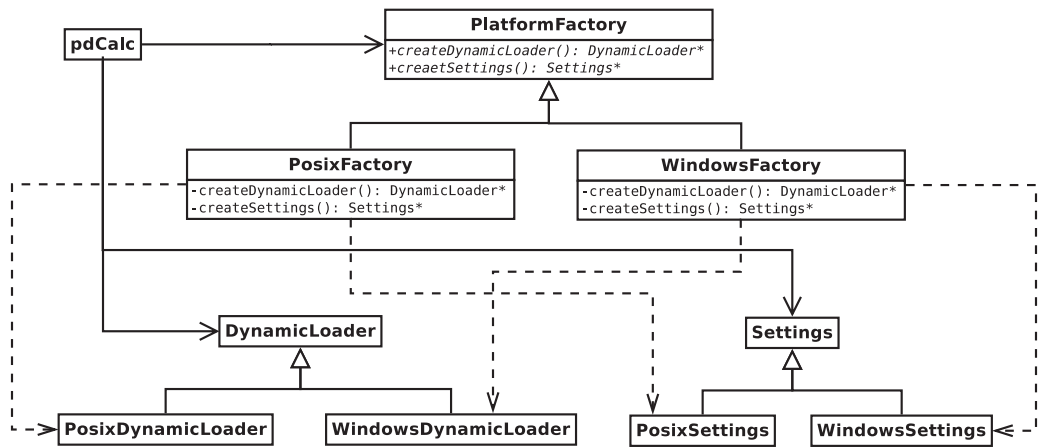 PlatformFactory
pdCalc
+createDynamicLoader(): DynamicLoader*
+creaetSettings(): Settings*
PosixFactory
WindowsFactory
-createDynamicLoader(): DynamicLoader*
-createSettings(): Settings*
-createDynamicLoader(): DynamicLoader*
-createSettings(): Settings*
DynamicLoader
Settings
PosixDynamicLoader
WindowsDynamicLoader
PosixSettings
WindowsSettings